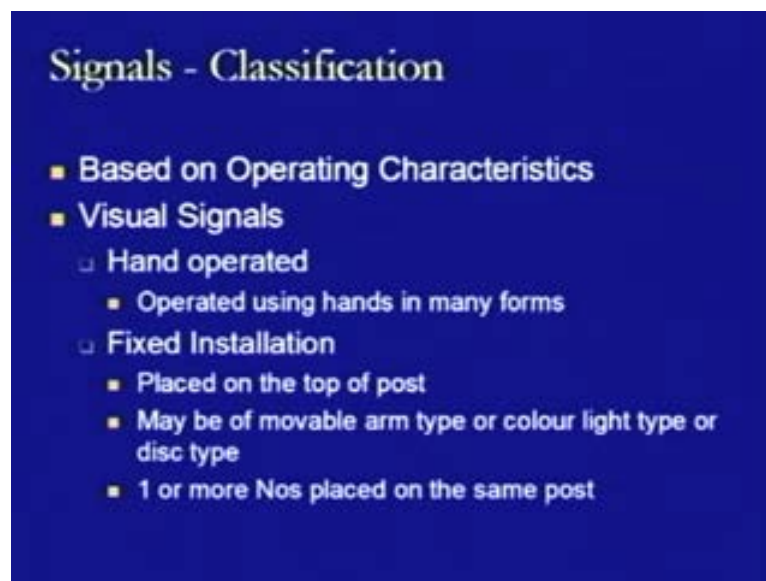 Signals - Classification
Based on Operating Characteristics
Visual Signals
Hand operated
Operated using hands in many forms
Fixed Installation
Placed on the top of post
May be of movable arm type or colour light type or
disc type
1 or more Nos placed on the same post